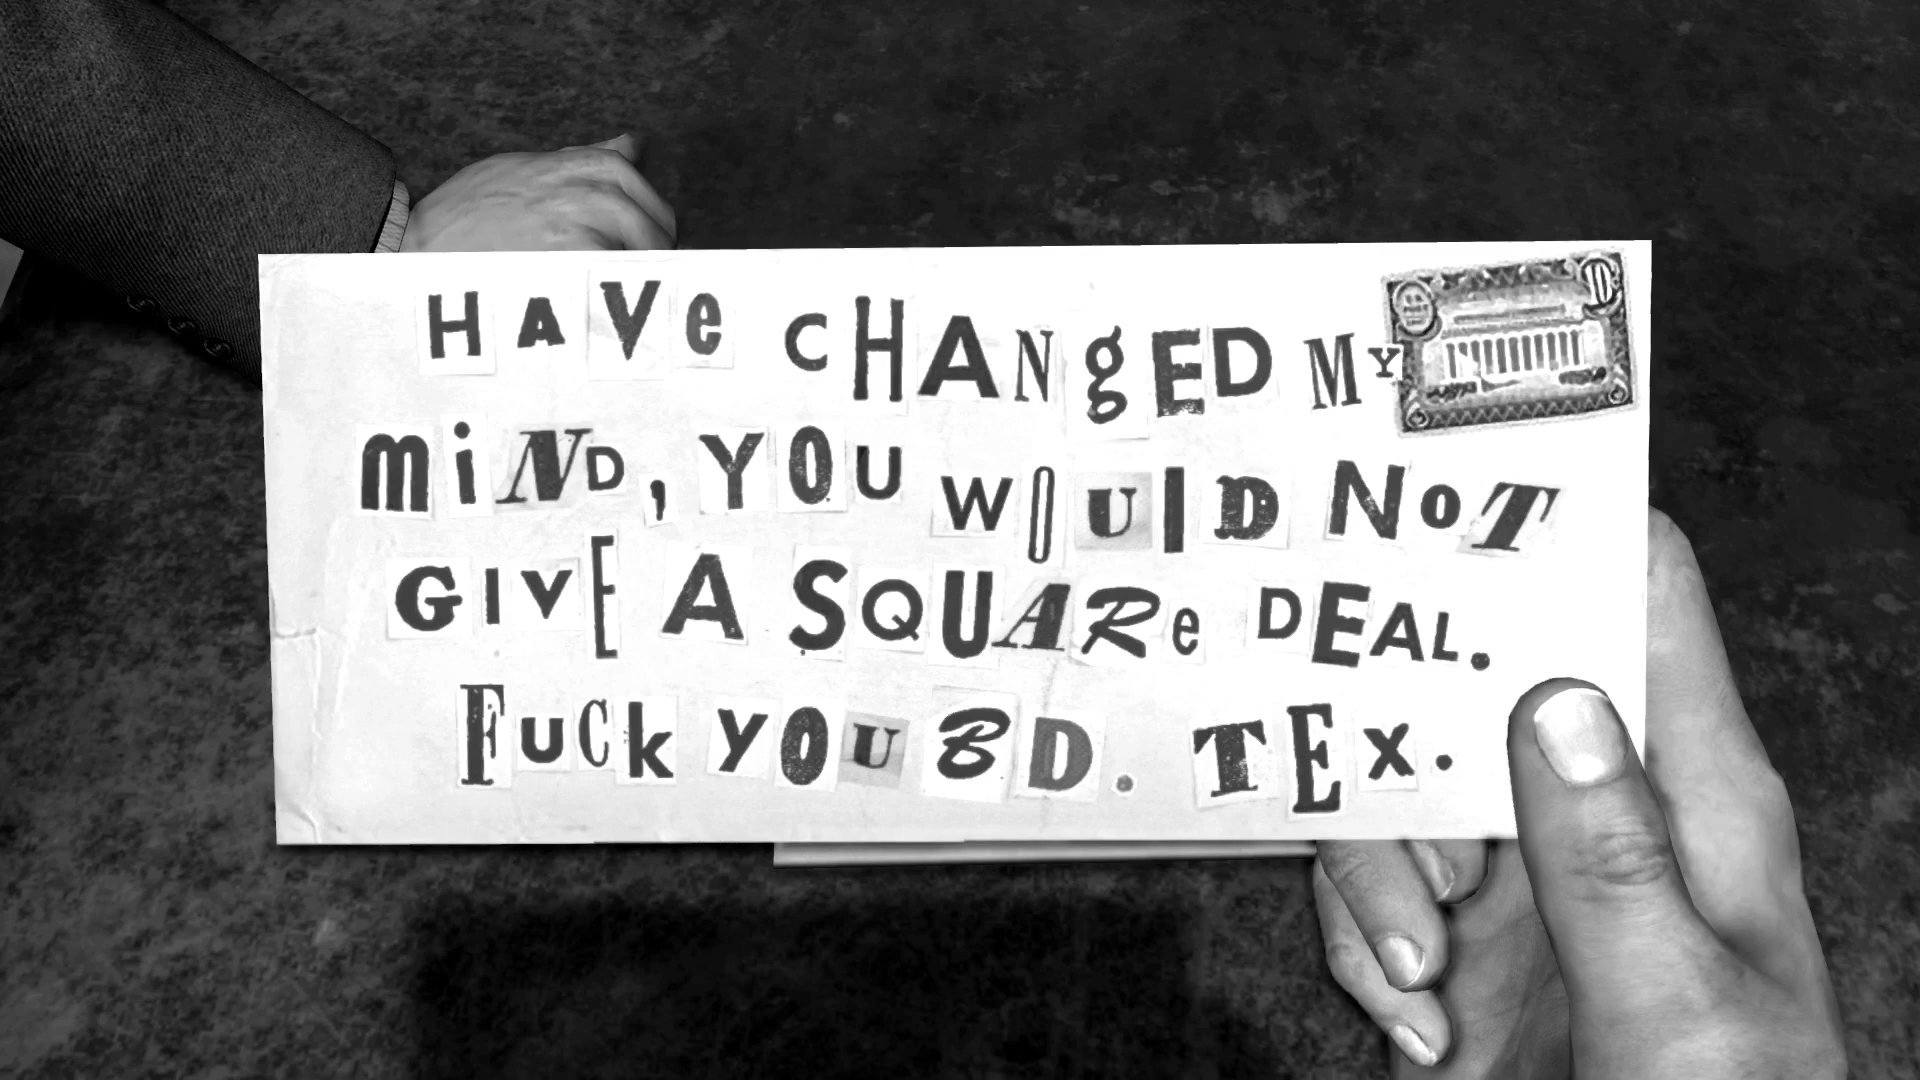 HAVe cHANgED MY
miND, YOU WOUlD NoT
GIVE A SQUARe DEAL.
FuCk YOU BD. TEx.